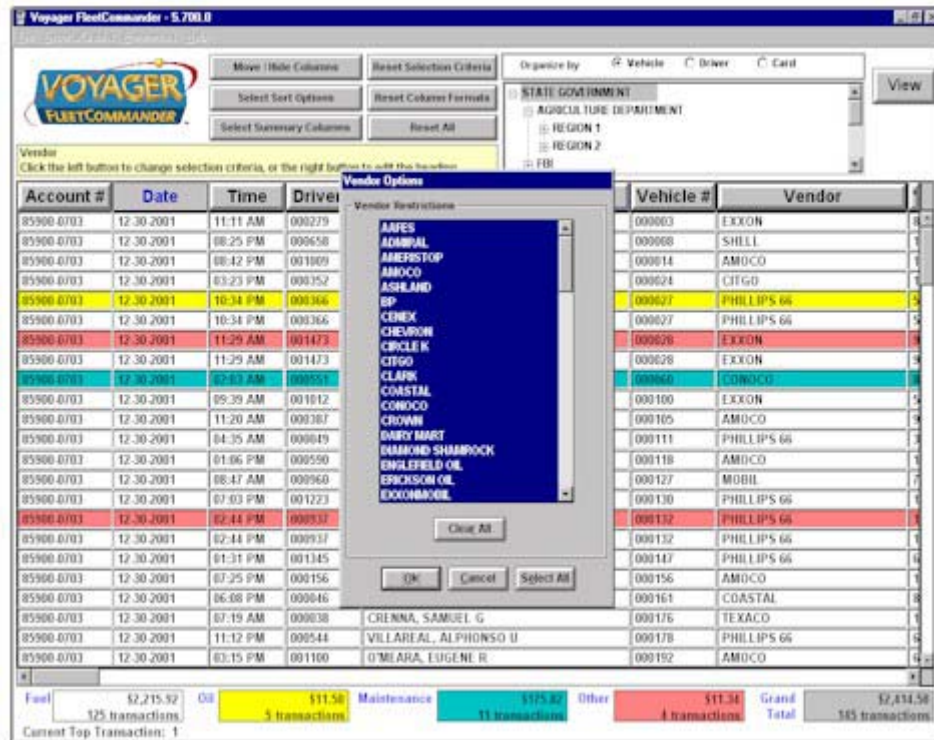 Voyager FleetCommander - 5.700.0
VOYAGER
FLEETCOMMANDER
Move / Hide Columns
Reset Selection Criteria
Select Sort Options
Reset Column Formats
Select Summary Columns
Reset All
Organize by Vehicle Driver Card
View
STATE GOVERNMENT
AGRICULTURE DEPARTMENT
REGION 1
REGION 2
FBI
Vendor
Click the left button to change selection criteria, or the right button to edit the heading
Account # Date Time Driver Vehicle # Vendor
85900-0703 12-30-2001 11:11 AM 000279 000003 EXXON
85900-0703 12-30-2001 08:25 PM 000658 000008 SHELL
85900-0703 12-30-2001 08:42 PM 001009 000014 AMOCO
85900-0703 12-30-2001 03:23 PM 000352 000024 CITGO
85900-0703 12-30-2001 10:34 PM 000366 000027 PHILLIPS 66
85900-0703 12-30-2001 10:34 PM 000366 000027 PHILLIPS 66
85900-0703 12-30-2001 11:29 AM 001473 000028 EXXON
85900-0703 12-30-2001 11:29 AM 001473 000028 EXXON
85900-0703 12-30-2001 07:03 AM 000551 000060 CONOCO
85900-0703 12-30-2001 09:39 AM 001012 000100 EXXON
85900-0703 12-30-2001 11:20 AM 000387 000105 AMOCO
85900-0703 12-30-2001 04:35 AM 000049 000111 PHILLIPS 66
85900-0703 12-30-2001 01:06 PM 000590 000118 AMOCO
85900-0703 12-30-2001 08:47 AM 000960 000127 MOBIL
85900-0703 12-30-2001 07:03 PM 001223 000130 PHILLIPS 66
85900-0703 12-30-2001 02:44 PM 000937 000132 PHILLIPS 66
85900-0703 12-30-2001 02:44 PM 000937 000132 PHILLIPS 66
85900-0703 12-30-2001 01:31 PM 001345 000147 PHILLIPS 66
85900-0703 12-30-2001 07:25 PM 000156 000156 AMOCO
85900-0703 12-30-2001 06:08 PM 000046 000161 COASTAL
85900-0703 12-30-2001 07:19 AM 000038 CRENNA, SAMUEL G 000176 TEXACO
85900-0703 12-30-2001 11:12 PM 000544 VILLAREAL, ALPHONSO U 000178 PHILLIPS 66
85900-0703 12-30-2001 03:15 PM 001100 O'MEARA, EUGENE R 000192 AMOCO
Vendor Options
Vendor Restrictions
AAFES
ADMIRAL
AMERISTOP
AMOCO
ASHLAND
BP
CENEX
CHEVRON
CIRCLE K
CITGO
CLARK
COASTAL
CONOCO
CROWN
DAIRY MART
DIAMOND SHAMROCK
ENGLEFIELD OIL
ERICKSON OIL
EXXONMOBIL
Clear All
OK Cancel Select All
Fuel $2,215.92 Oil $11.50 Maintenance $175.82 Other $11.34 Grand $2,414.58
125 transactions 5 transactions 11 transactions 4 transactions Total 145 transactions
Current Top Transaction: 1